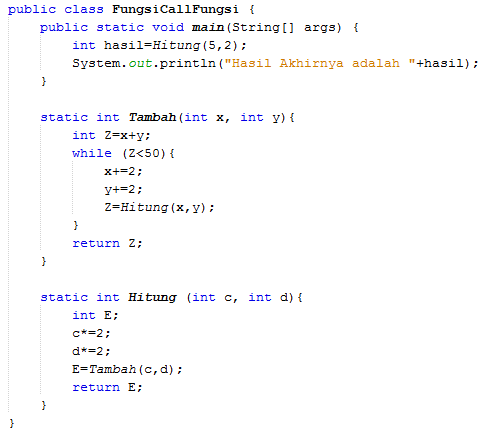 public class FungsiCallFungsi {
public static void main(String[] args) {
int hasil=Hitung(5,2);
System.out.println("Hasil Akhirnya adalah "+hasil);
}
static int Tambah(int x, int y){
int Z=x+y;
while (Z<50){
x+=2;
y+=2;
Z=Hitung(x,y);
}
return Z;
}
static int Hitung (int c, int d){
int E;
c*=2;
d*=2;
E=Tambah(c,d);
return E;
}
}